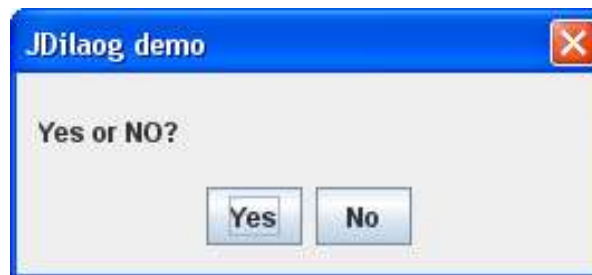 JDilaog demo
Yes or NO?
Yes No